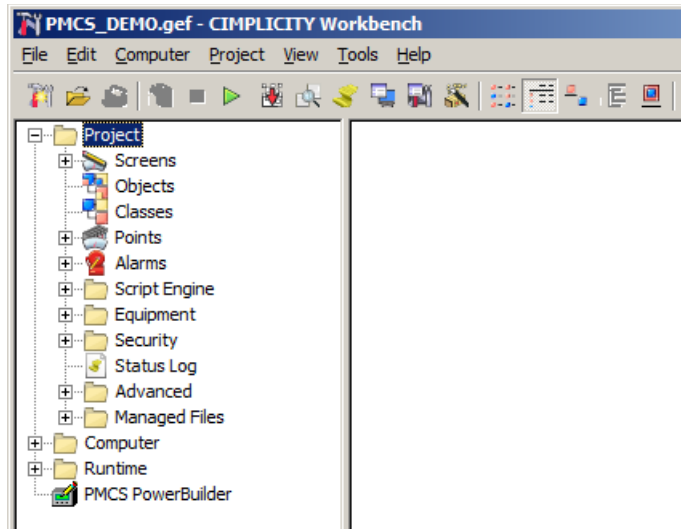 PMCS_DEMO.gef - CIMPLICITY Workbench
File Edit Computer Project View Tools Help
Project
Screens
Objects
Classes
Points
Alarms
Script Engine
Equipment
Security
Status Log
Advanced
Managed Files
Computer
Runtime
PMCS PowerBuilder